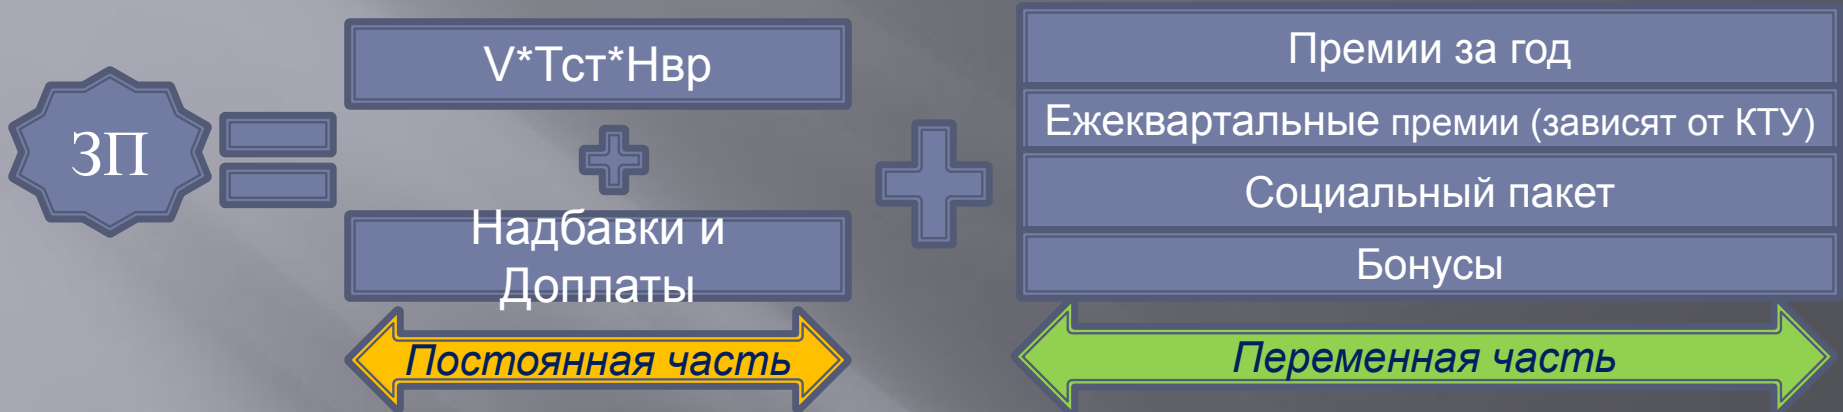 ЗП
V*Тст*Нвр
Надбавки и
Доплаты
Постоянная часть
Премии за год
Ежеквартальные премии (зависят от КТУ)
Социальный пакет
Бонусы
Переменная часть